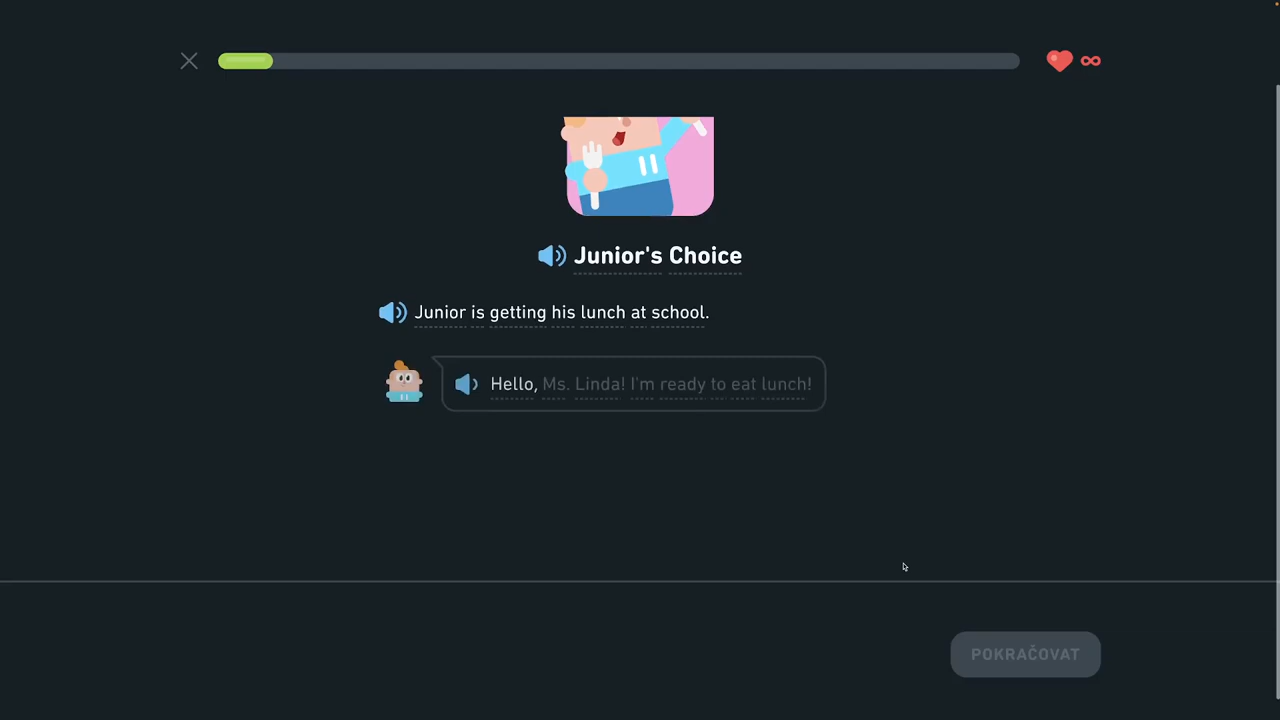 Junior's Choice
Junior is getting his lunch at school.
Hello, Ms. Linda! I'm ready to eat lunch!
POKRAČOVAT